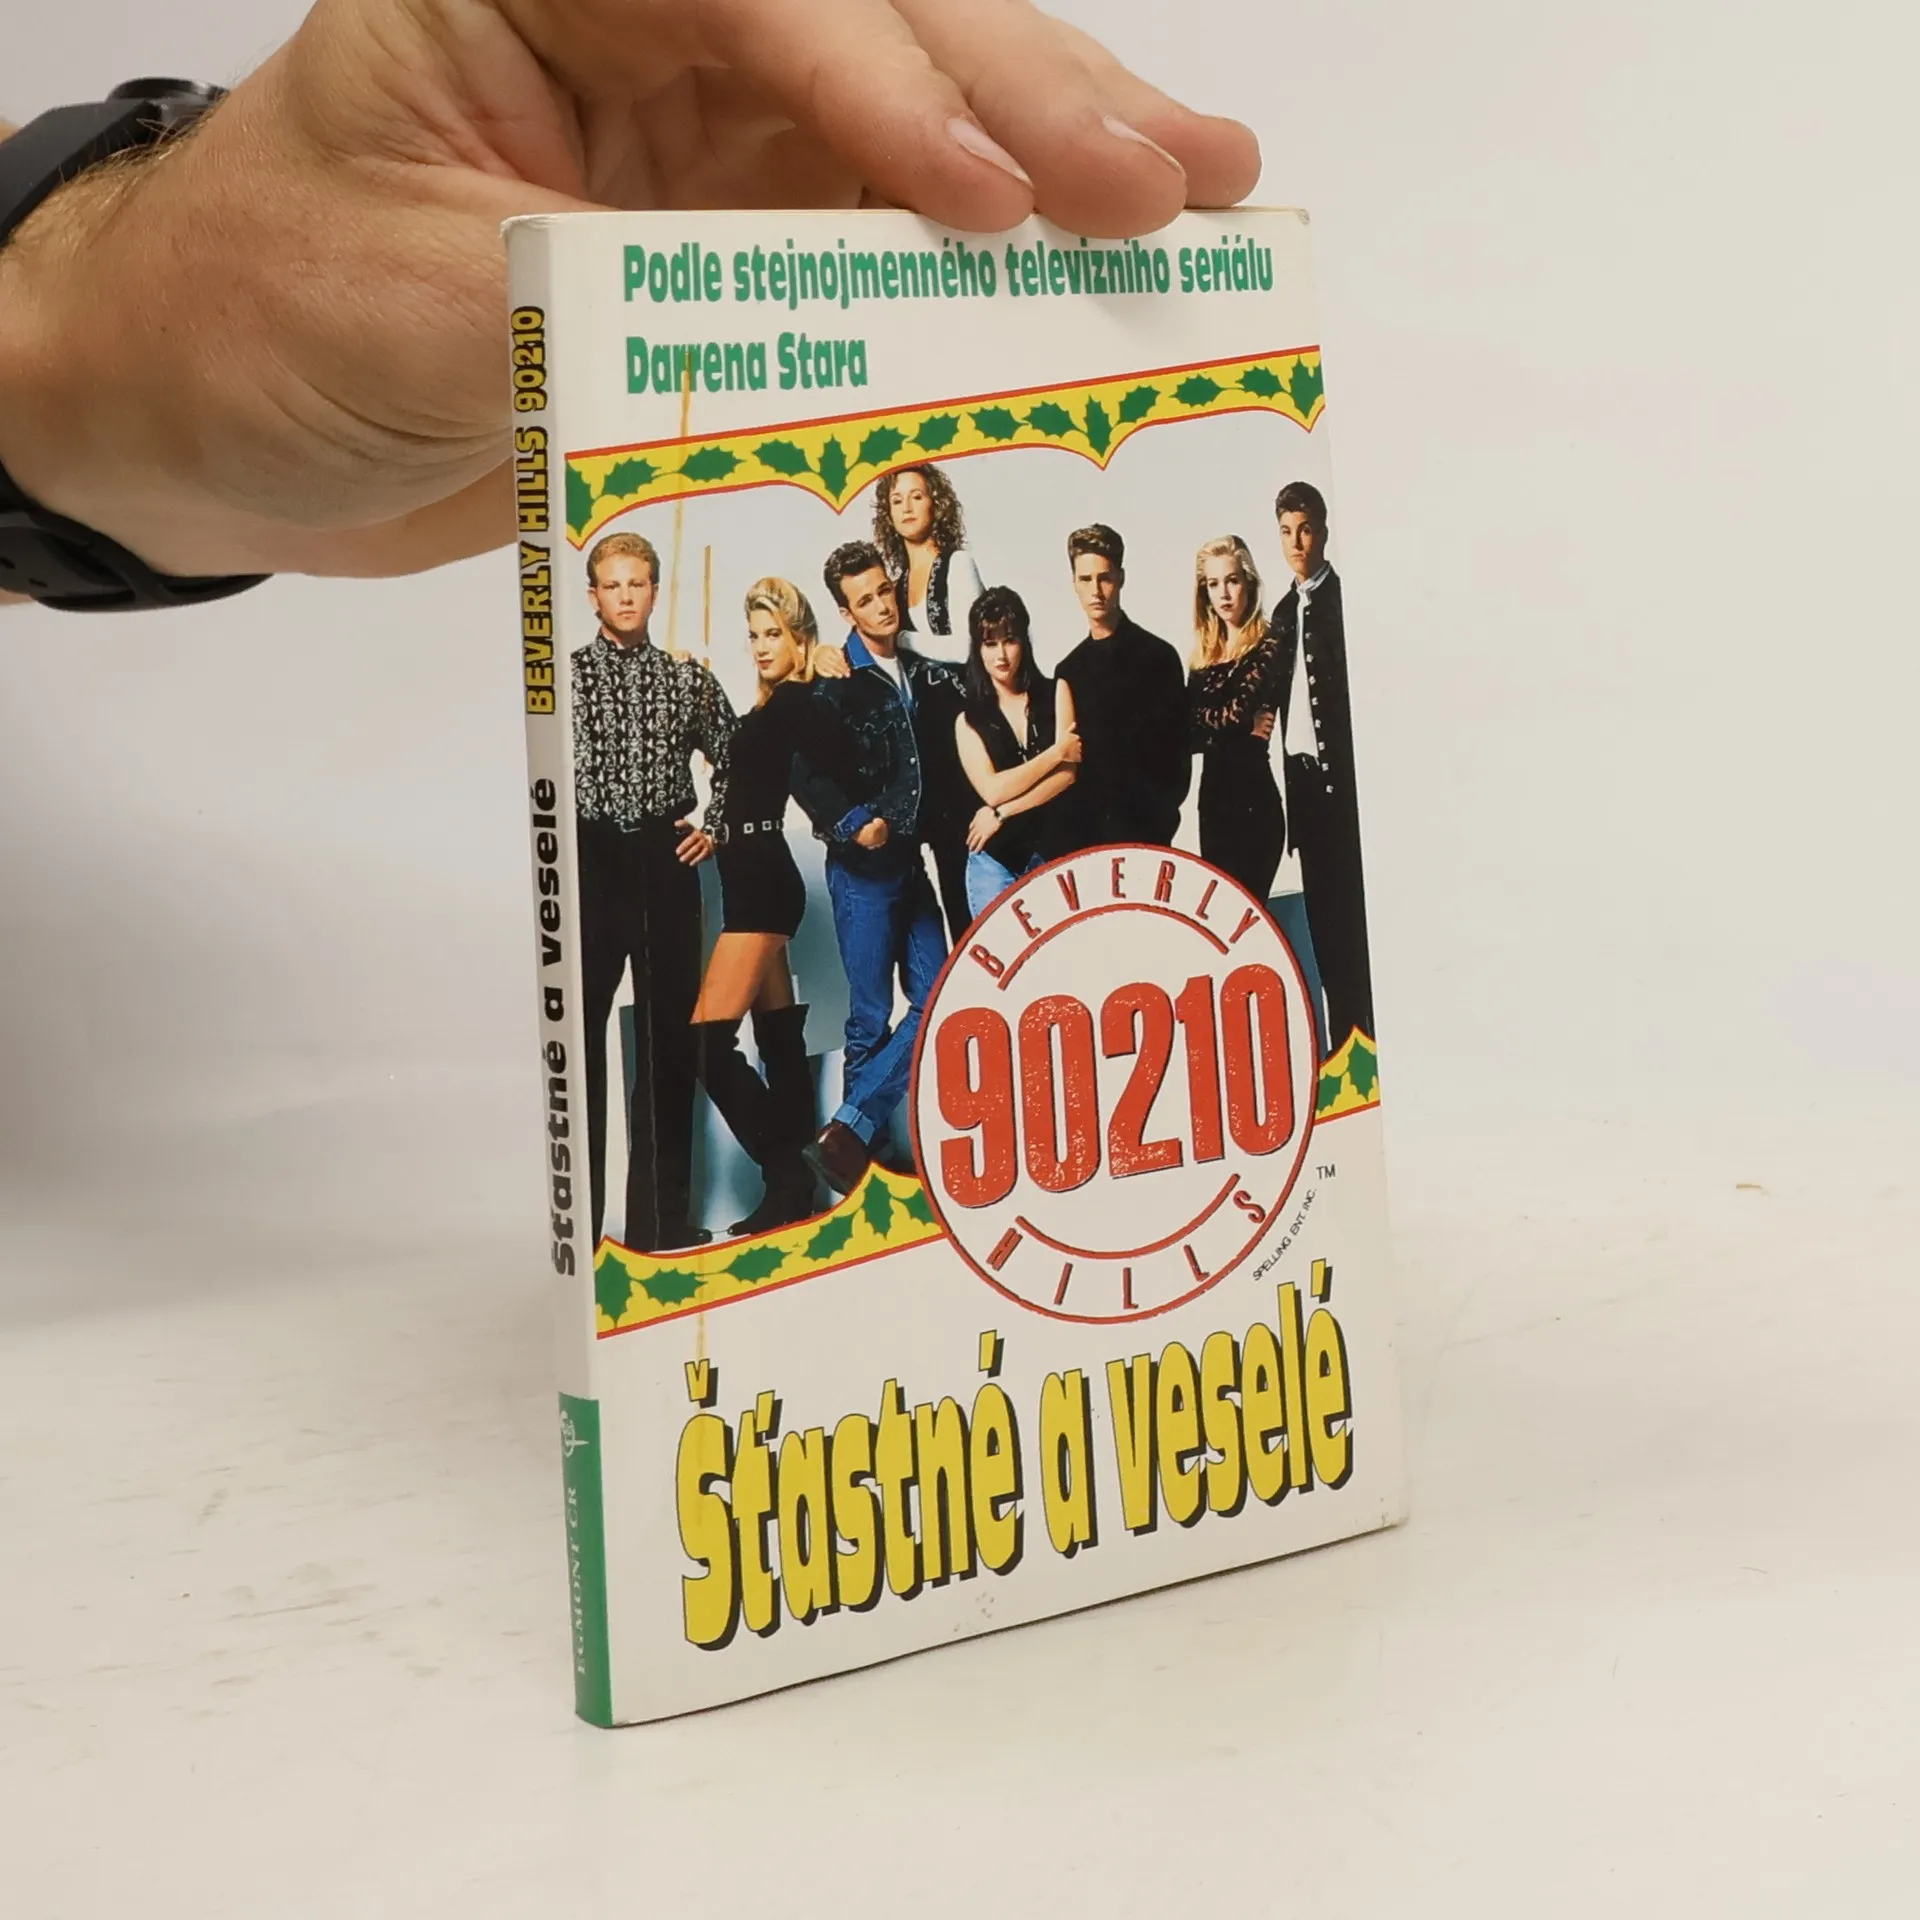 Podle stejnojmenného televizního seriálu
Darrena Stara
BEVERLY HILLS 90210
Šťastné a veselé
EGMONT ČR
BEVERLY
90210
HILLS
TM
SPELLING ENT. INC.
Šťastné a veselé